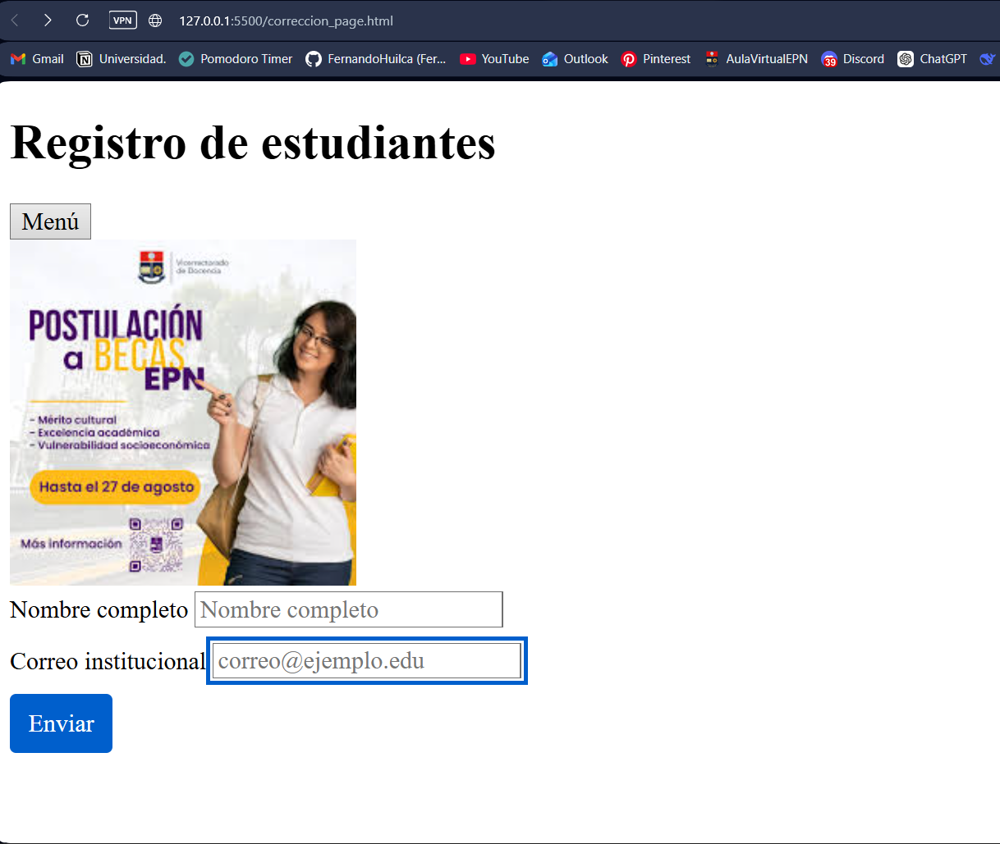 VPN 127.0.0.1:5500/correccion_page.html
Gmail Universidad. Pomodoro Timer FernandoHuilca (Fer... YouTube Outlook Pinterest AulaVirtualEPN 39 Discord ChatGPT
Registro de estudiantes
Menú
Vicerrectorado
de Docencia
POSTULACIÓN
a BECAS
EPN
- Mérito cultural
- Excelencia académica
- Vulnerabilidad socioeconómica
Hasta el 27 de agosto
Más información
Nombre completo Nombre completo
Correo institucional correo@ejemplo.edu
Enviar